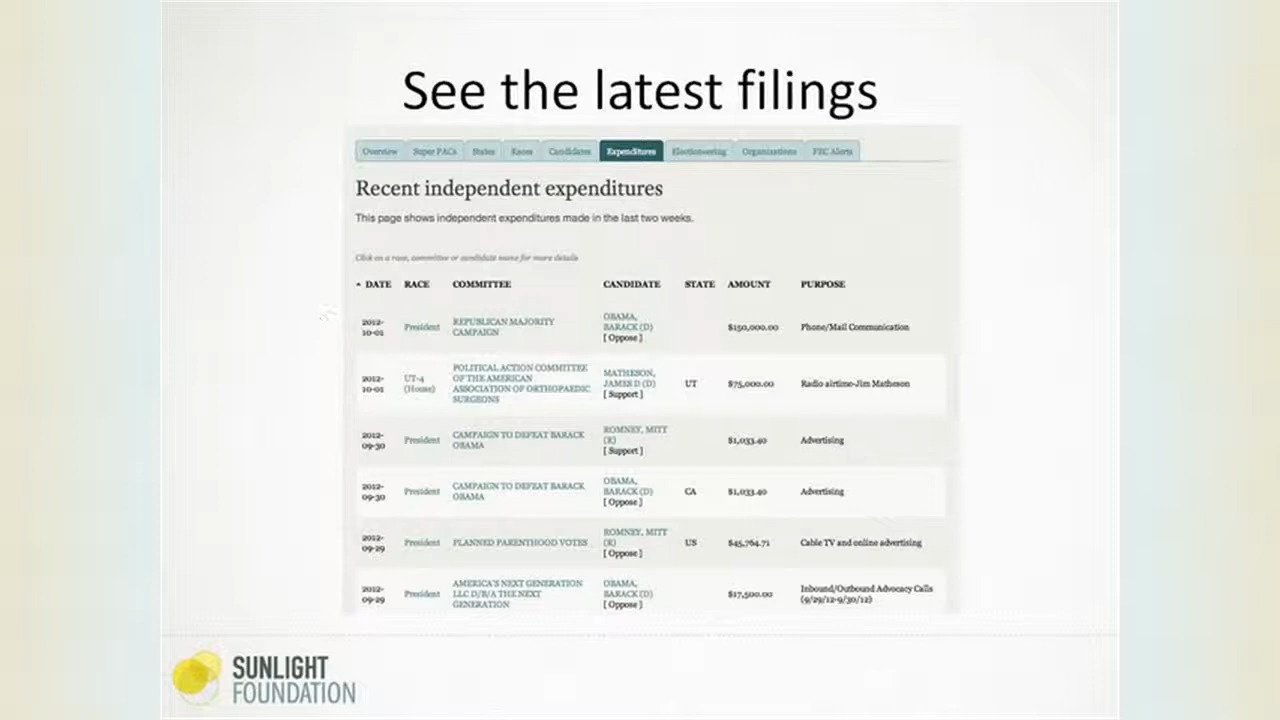 See the latest filings
Overview Super PACs States Races Candidates Expenditures Electioneering Organizations FEC Alerts
Recent independent expenditures
This page shows independent expenditures made in the last two weeks.
Click on a race, committee or candidate name for more details
DATE RACE COMMITTEE CANDIDATE STATE AMOUNT PURPOSE
2012-
10-01
President
REPUBLICAN MAJORITY
CAMPAIGN
OBAMA,
BARACK (D)
[ Oppose ]
$150,000.00
Phone/Mail Communication
2012-
10-01
UT-4
(House)
POLITICAL ACTION COMMITTEE
OF THE AMERICAN
ASSOCIATION OF ORTHOPAEDIC
SURGEONS
MATHESON,
JAMES D (D)
[ Support ]
UT
$75,000.00
Radio airtime-Jim Matheson
2012-
09-30
President
CAMPAIGN TO DEFEAT BARACK
OBAMA
ROMNEY, MITT
(R)
[ Support ]
$1,033.40
Advertising
2012-
09-30
President
CAMPAIGN TO DEFEAT BARACK
OBAMA
OBAMA,
BARACK (D)
[ Oppose ]
CA
$1,033.40
Advertising
2012-
09-29
President
PLANNED PARENTHOOD VOTES
ROMNEY, MITT
(R)
[ Oppose ]
US
$45,764.71
Cable TV and online advertising
2012-
09-29
President
AMERICA'S NEXT GENERATION
LLC D/B/A THE NEXT
GENERATION
OBAMA,
BARACK (D)
[ Oppose ]
$17,500.00
Inbound/Outbound Advocacy Calls
(9/29/12-9/30/12)
SUNLIGHT
FOUNDATION